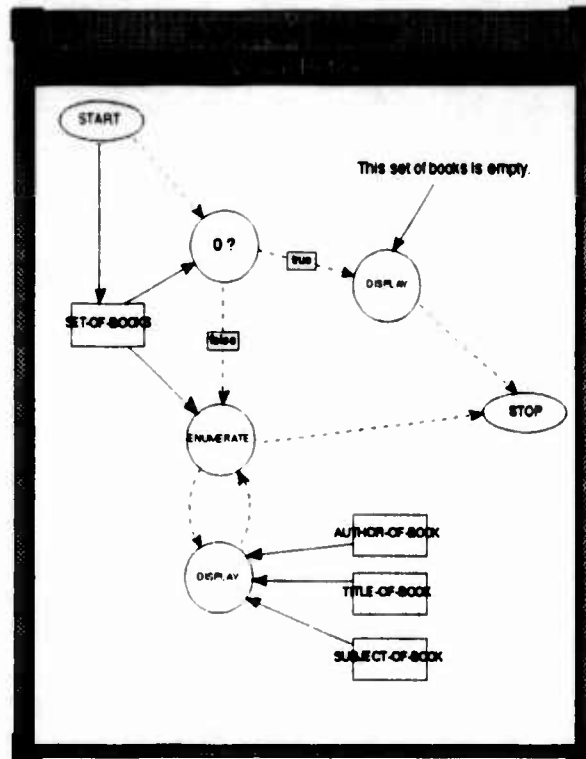 START
This set of books is empty.
0 ?
true
DISPLAY
SET-OF-BOOKS
false
STOP
ENUMERATE
AUTHOR-OF-BOOK
DISPLAY
TITLE-OF-BOOK
SUBJECT-OF-BOOK